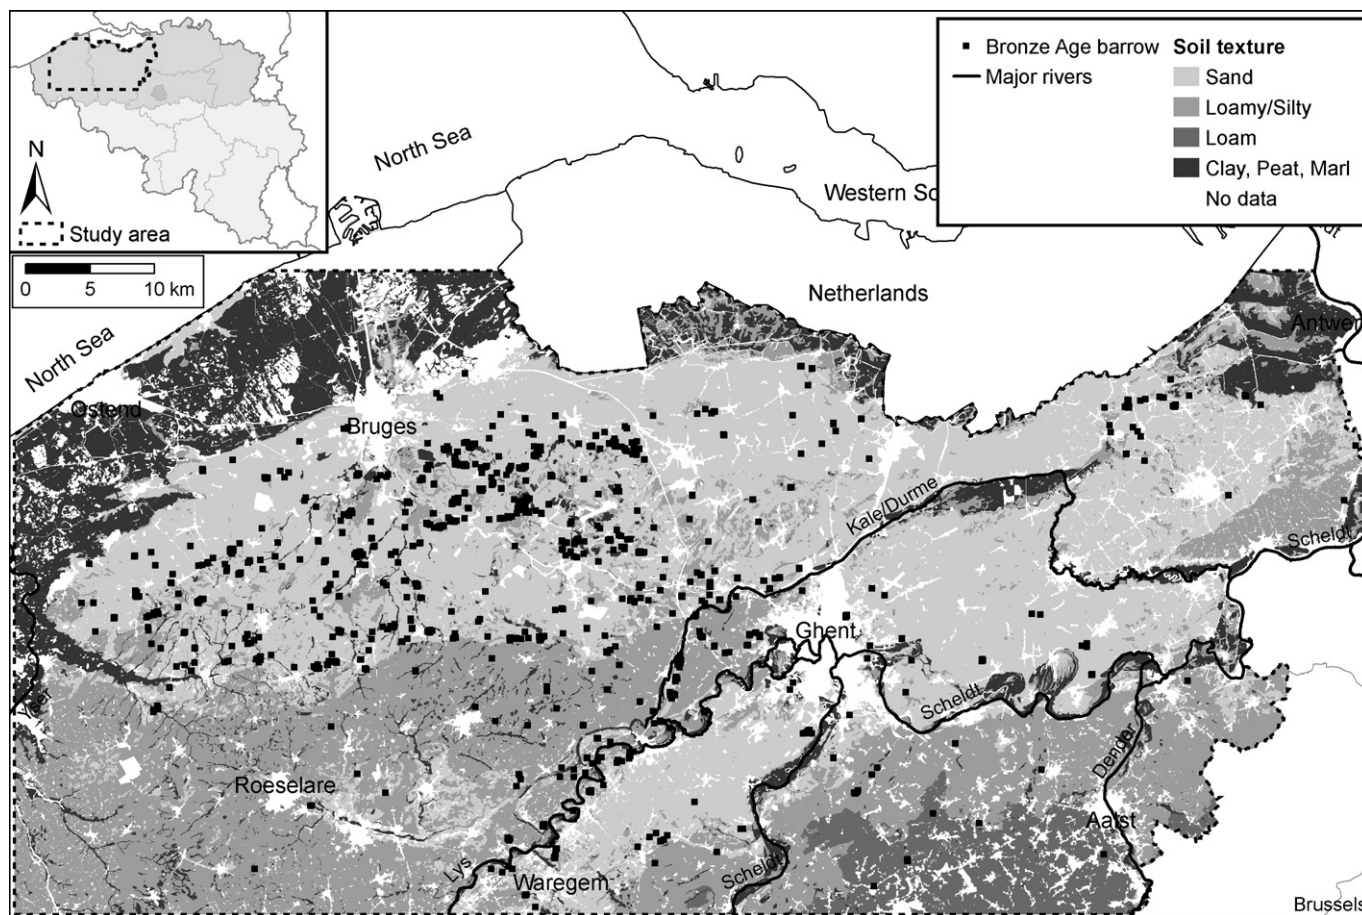 N
Study area
0 5 10 km
Bronze Age barrow
Major rivers
Soil texture
Sand
Loamy/Silty
Loam
Clay, Peat, Marl
No data
North Sea
Western Sc
Netherlands
North Sea
Antwer
Ostend
Bruges
Kale/Durme
Scheldt
Ghent
Scheldt
Dender
Roeselare
Aalst
Lys
Waregem
Scheldt
Brussels